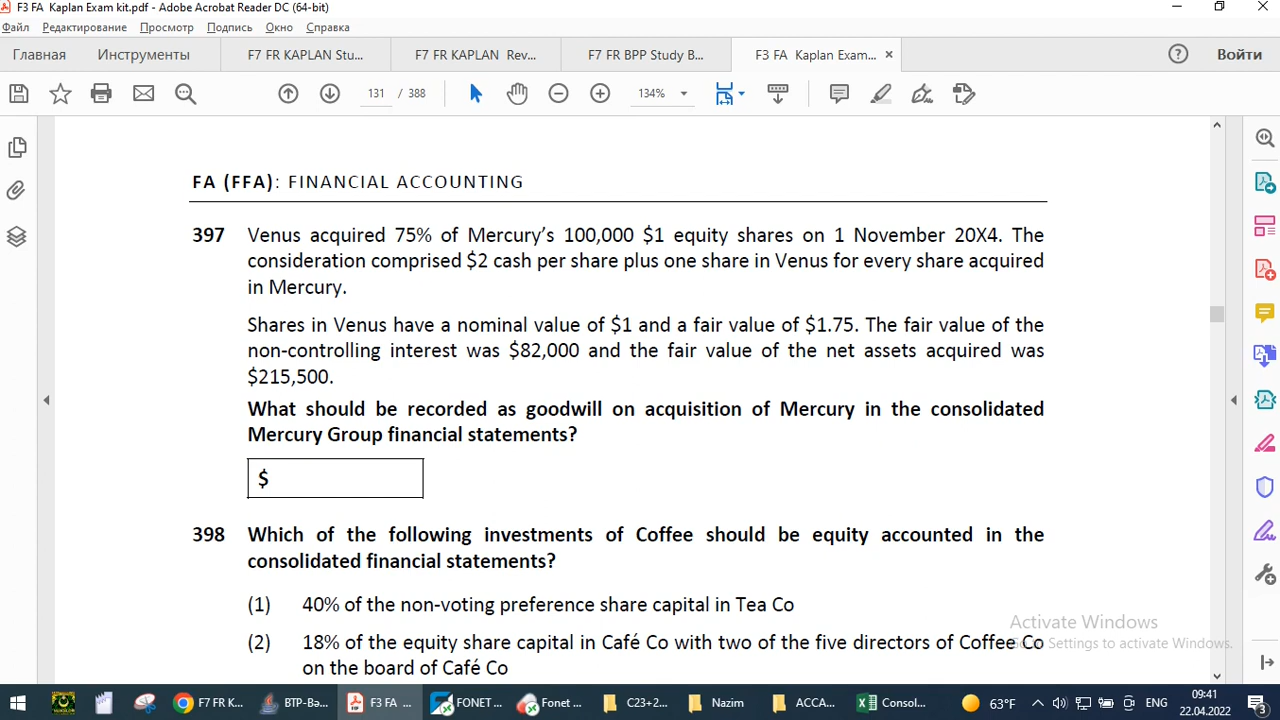 F3 FA Kaplan Exam kit.pdf - Adobe Acrobat Reader DC (64-bit)
Файл Редактирование Просмотр Подпись Окно Справка
Главная Инструменты F7 FR KAPLAN Stu... F7 FR KAPLAN Rev... F7 FR BPP Study B... F3 FA Kaplan Exam... × Войти
131 / 388 134%
FA (FFA): FINANCIAL ACCOUNTING
397 Venus acquired 75% of Mercury’s 100,000 $1 equity shares on 1 November 20X4. The
consideration comprised $2 cash per share plus one share in Venus for every share acquired
in Mercury.
Shares in Venus have a nominal value of $1 and a fair value of $1.75. The fair value of the
non-controlling interest was $82,000 and the fair value of the net assets acquired was
$215,500.
What should be recorded as goodwill on acquisition of Mercury in the consolidated
Mercury Group financial statements?
$
398 Which of the following investments of Coffee should be equity accounted in the
consolidated financial statements?
(1) 40% of the non-voting preference share capital in Tea Co
Activate Windows
(2) 18% of the equity share capital in Café Co with two of the five directors of Coffee Co
Go to Settings to activate Windows.
on the board of Café Co
F7 FR K... BTP-Bə... F3 FA ... FONET ... Fonet ... C23+2... Nazim ACCA... Consol... 63°F ENG 09:41
22.04.2022 3